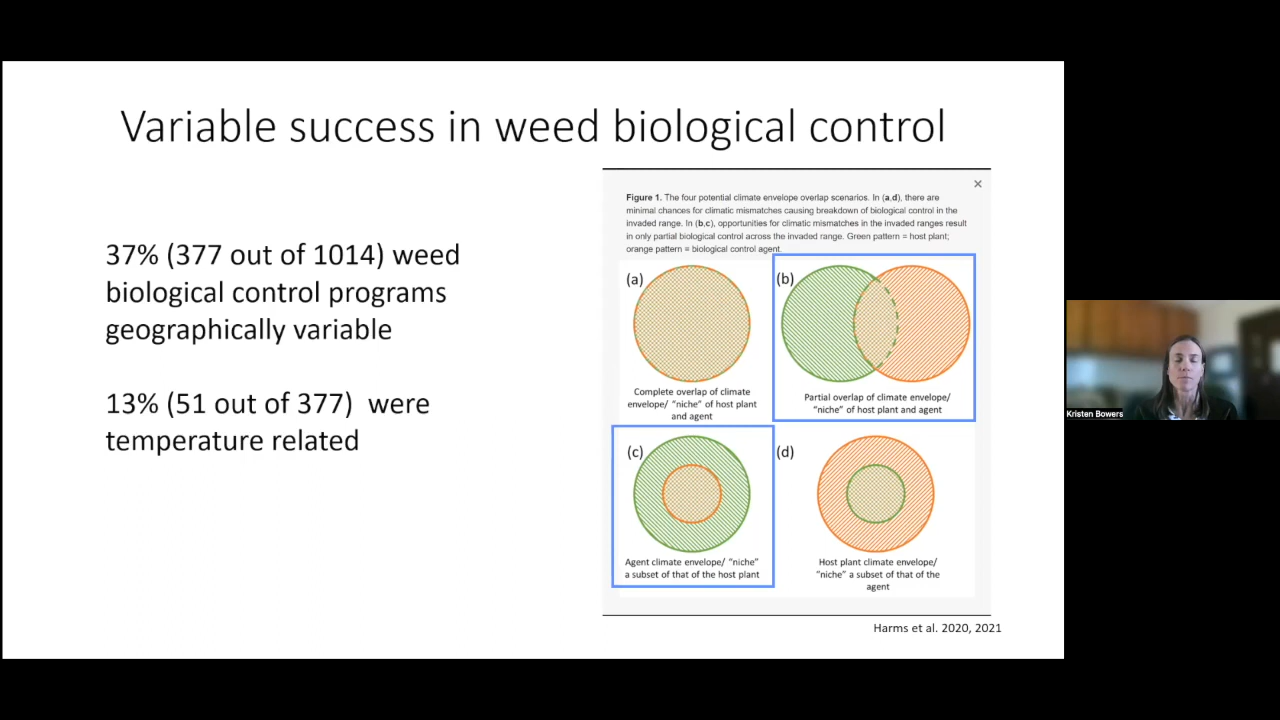 Variable success in weed biological control
37% (377 out of 1014) weed
biological control programs
geographically variable
13% (51 out of 377) were
temperature related
Figure 1. The four potential climate envelope overlap scenarios. In (a,d), there are
minimal chances for climatic mismatches causing breakdown of biological control in the
invaded range. In (b,c), opportunities for climatic mismatches in the invaded ranges result
in only partial biological control across the invaded range. Green pattern = host plant;
orange pattern = biological control agent.
(a)
Complete overlap of climate
envelope/ “niche” of host plant
and agent
(b)
Partial overlap of climate envelope/
“niche” of host plant and agent
(c)
Agent climate envelope/ “niche”
a subset of that of the host plant
(d)
Host plant climate envelope/
“niche” a subset of that of the
agent
Harms et al. 2020, 2021
Kristen Bowers